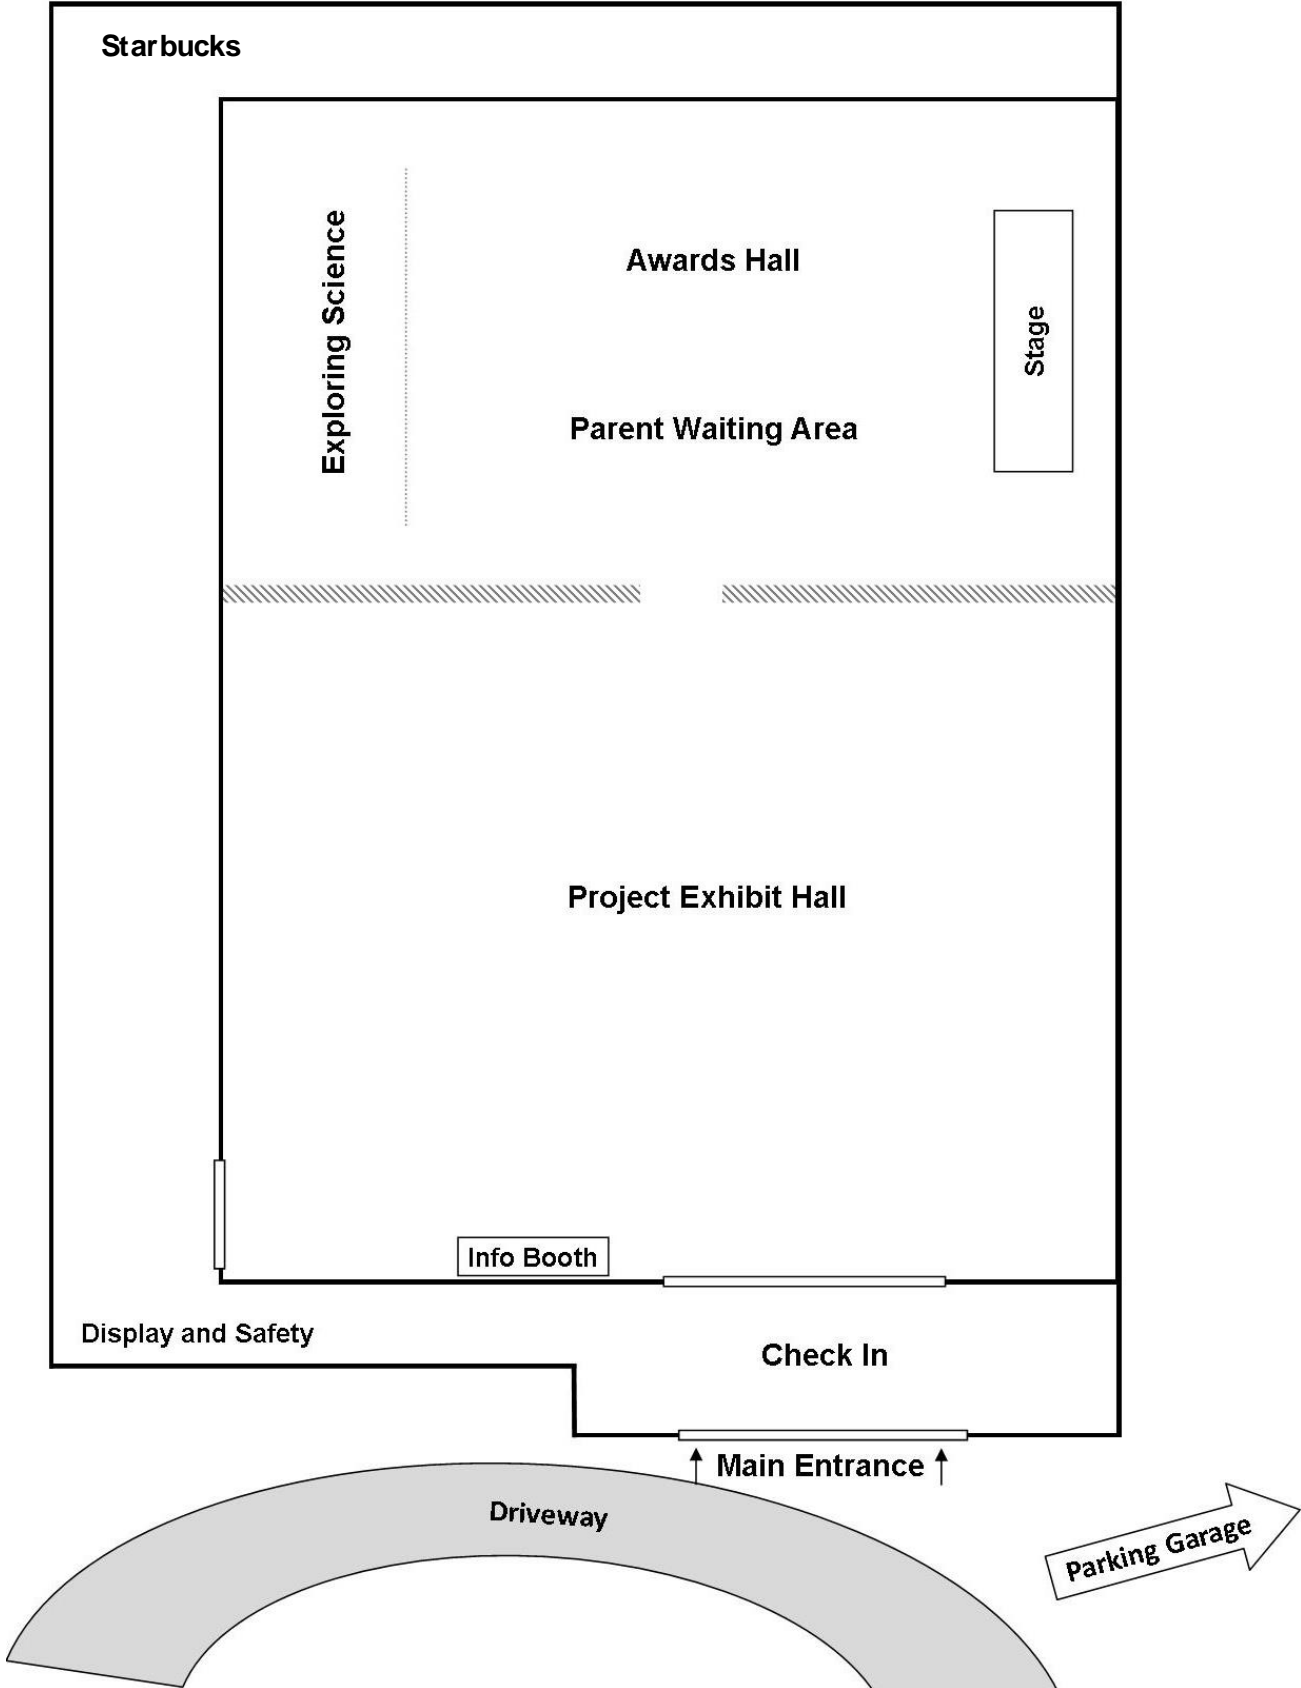 Starbucks
Exploring Science
Awards Hall
Stage
Parent Waiting Area
Project Exhibit Hall
Info Booth
Display and Safety
Check In
Main Entrance
Driveway
Parking Garage